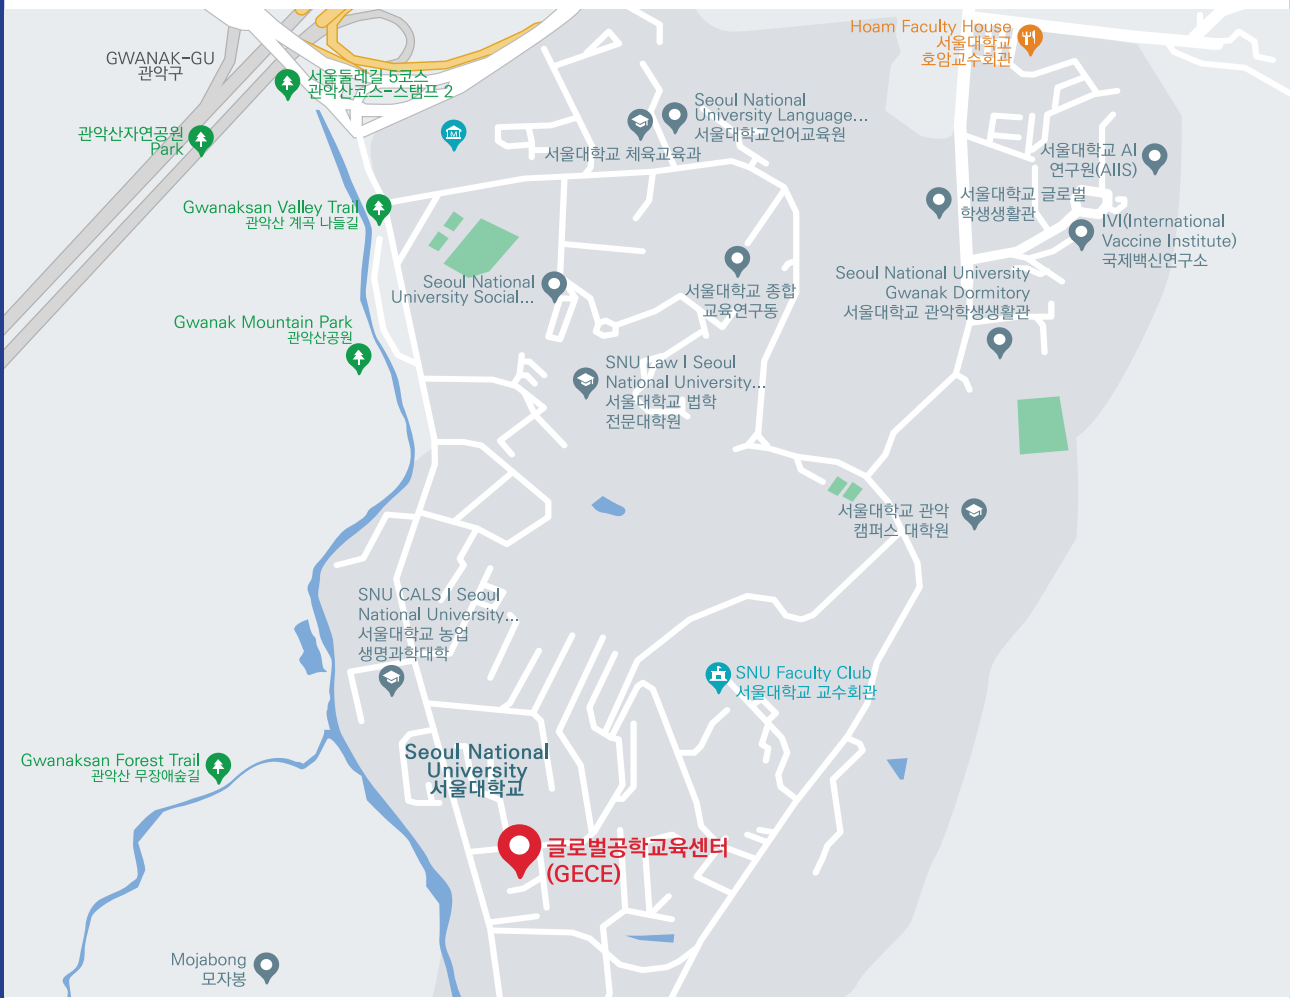 Hoam Faculty House
서울대학교
호암교수회관
GWANAK-GU
관악구
서울둘레길 5코스
관악산코스-스탬프 2
Seoul National
University Language...
서울대학교언어교육원
관악산자연공원
Park
서울대학교 체육교육과
서울대학교 AI
연구원(AIIS)
서울대학교 글로벌
학생생활관
Gwanaksan Valley Trail
관악산 계곡 나들길
IVI(International
Vaccine Institute)
국제백신연구소
Seoul National
University Social...
서울대학교 종합
교육연구동
Seoul National University
Gwanak Dormitory
서울대학교 관악학생생활관
Gwanak Mountain Park
관악산공원
SNU Law I Seoul
National University...
서울대학교 법학
전문대학원
서울대학교 관악
캠퍼스 대학원
SNU CALS I Seoul
National University...
서울대학교 농업
생명과학대학
SNU Faculty Club
서울대학교 교수회관
Gwanaksan Forest Trail
관악산 무장애숲길
Seoul National
University
서울대학교
글로벌공학교육센터
(GECE)
Mojabong
모자봉